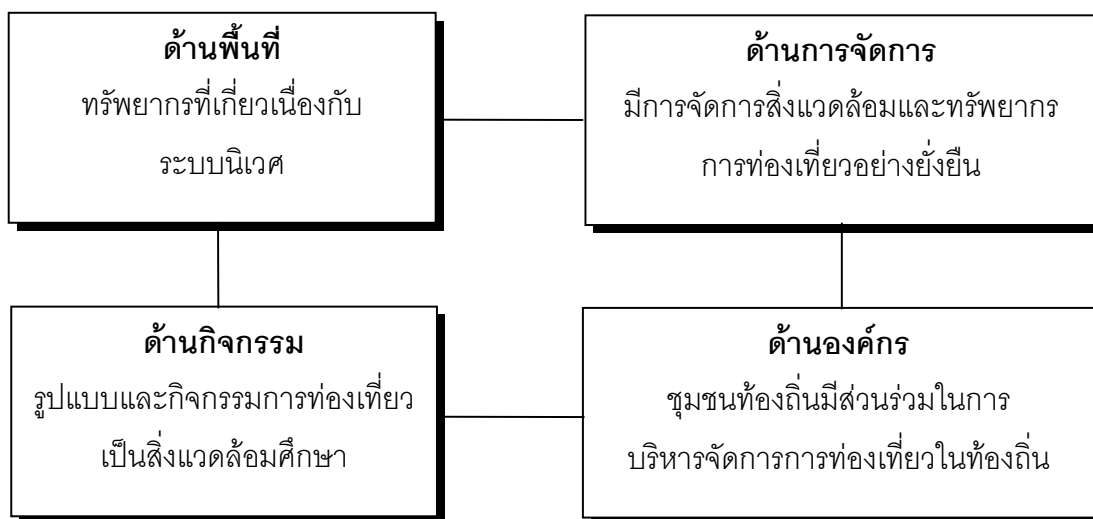 ด้านพื้นที่
ทรัพยากรที่เกี่ยวเนื่องกับ
ระบบนิเวศ
ด้านการจัดการ
มีการจัดการสิ่งแวดล้อมและทรัพยากร
การท่องเที่ยวอย่างยั่งยืน
ด้านกิจกรรม
รูปแบบและกิจกรรมการท่องเที่ยว
เป็นสิ่งแวดล้อมศึกษา
ด้านองค์กร
ชุมชนท้องถิ่นมีส่วนร่วมในการ
บริหารจัดการการท่องเที่ยวในท้องถิ่น